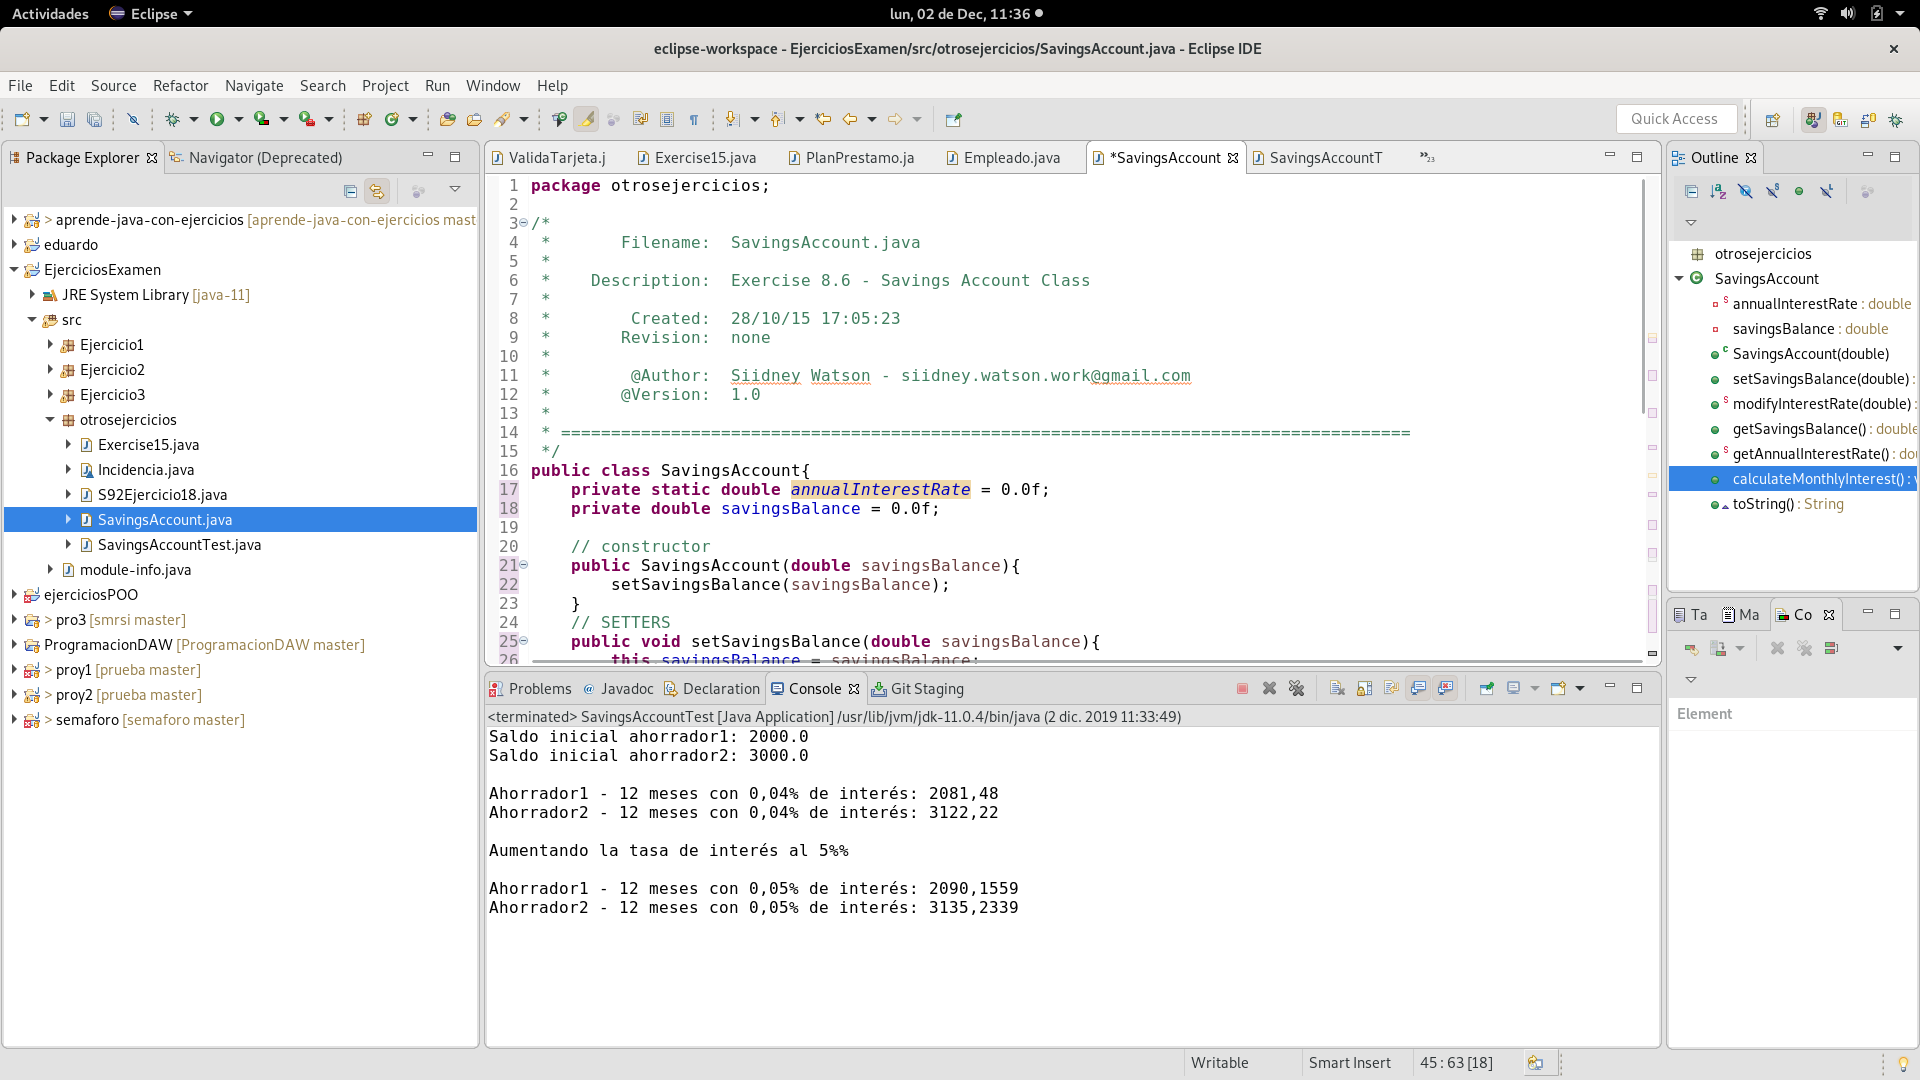 Actividades
Eclipse
lun, 02 de Dec, 11:36
eclipse-workspace - EjerciciosExamen/src/otrosejercicios/SavingsAccount.java - Eclipse IDE
File Edit Source Refactor Navigate Search Project Run Window Help
Quick Access
Package Explorer
Navigator (Deprecated)
> aprende-java-con-ejercicios [aprende-java-con-ejercicios mast
eduardo
EjerciciosExamen
JRE System Library [java-11]
src
Ejercicio1
Ejercicio2
Ejercicio3
otrosejercicios
Exercise15.java
Incidencia.java
S92Ejercicio18.java
SavingsAccount.java
SavingsAccountTest.java
module-info.java
ejerciciosPOO
> pro3 [smrsi master]
ProgramacionDAW [ProgramacionDAW master]
> proy1 [prueba master]
> proy2 [prueba master]
> semaforo [semaforo master]
ValidaTarjeta.j Exercise15.java PlanPrestamo.ja Empleado.java *SavingsAccount SavingsAccountT »23
1 package otrosejercicios;
2
3 /*
4 * Filename: SavingsAccount.java
5 *
6 * Description: Exercise 8.6 - Savings Account Class
7 *
8 * Created: 28/10/15 17:05:23
9 * Revision: none
10 *
11 * @Author: Siidney Watson - siidney.watson.work@gmail.com
12 * @Version: 1.0
13 *
14 * =====================================================================================
15 */
16 public class SavingsAccount{
17 private static double annualInterestRate = 0.0f;
18 private double savingsBalance = 0.0f;
19
20 // constructor
21 public SavingsAccount(double savingsBalance){
22 setSavingsBalance(savingsBalance);
23 }
24 // SETTERS
25 public void setSavingsBalance(double savingsBalance){
26 this.savingsBalance = savingsBalance;
Problems @ Javadoc Declaration Console Git Staging
<terminated> SavingsAccountTest [Java Application] /usr/lib/jvm/jdk-11.0.4/bin/java (2 dic. 2019 11:33:49)
Saldo inicial ahorrador1: 2000.0
Saldo inicial ahorrador2: 3000.0
Ahorrador1 - 12 meses con 0,04% de interés: 2081,48
Ahorrador2 - 12 meses con 0,04% de interés: 3122,22
Aumentando la tasa de interés al 5%%
Ahorrador1 - 12 meses con 0,05% de interés: 2090,1559
Ahorrador2 - 12 meses con 0,05% de interés: 3135,2339
Outline
otrosejercicios
SavingsAccount
annualInterestRate : double
savingsBalance : double
SavingsAccount(double)
setSavingsBalance(double) :
modifyInterestRate(double) :
getSavingsBalance() : double
getAnnualInterestRate() : dou
calculateMonthlyInterest() : v
toString() : String
Ta Ma Co
Element
Writable
Smart Insert
45 : 63 [18]